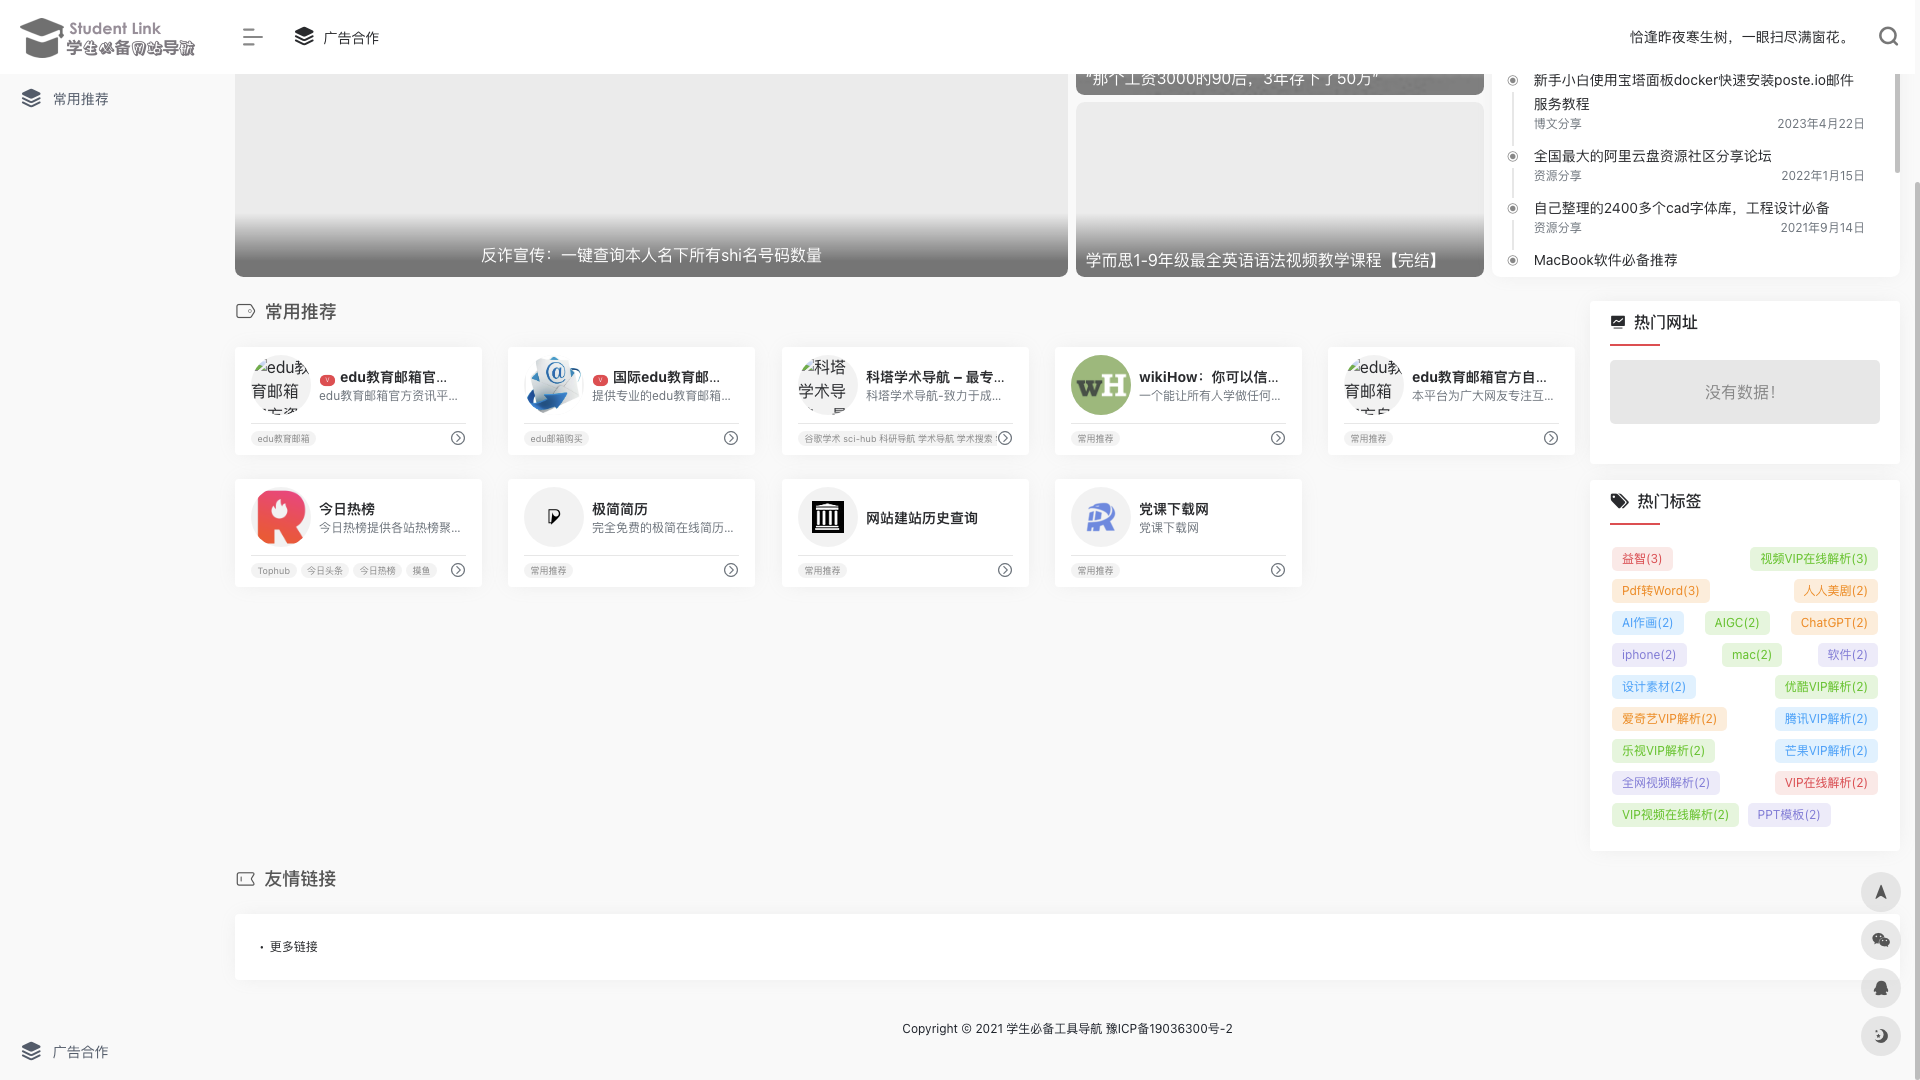 Student Link
学生必备网站导航
广告合作
恰逢昨夜寒生树，一眼扫尽满窗花。
常用推荐
“那个工资3000的90后，3年存下了50万”
反诈宣传：一键查询本人名下所有shi名号码数量
学而思1-9年级最全英语语法视频教学课程【完结】
新手小白使用宝塔面板docker快速安装poste.io邮件
服务教程
博文分享 2023年4月22日
全国最大的阿里云盘资源社区分享论坛
资源分享 2022年1月15日
自己整理的2400多个cad字体库，工程设计必备
资源分享 2021年9月14日
MacBook软件必备推荐
常用推荐
edu教
育邮箱
V edu教育邮箱官...
edu教育邮箱官方资讯平...
edu教育邮箱
V 国际edu教育邮...
提供专业的edu教育邮箱...
edu邮箱购买
科塔
学术导
科塔学术导航 – 最专...
科塔学术导航-致力于成...
谷歌学术 sci-hub 科研导航 学术导航 学术搜索
wH
wikiHow：你可以信...
一个能让所有人学做任何...
常用推荐
edu教
育邮箱
edu教育邮箱官方自...
本平台为广大网友专注互...
常用推荐
今日热榜
今日热榜提供各站热榜聚...
Tophub 今日头条 今日热榜 摸鱼
极简简历
完全免费的极简在线简历...
常用推荐
网站建站历史查询
常用推荐
党课下载网
党课下载网
常用推荐
热门网址
没有数据！
热门标签
益智(3) 视频VIP在线解析(3)
Pdf转Word(3) 人人美剧(2)
AI作画(2) AIGC(2) ChatGPT(2)
iphone(2) mac(2) 软件(2)
设计素材(2) 优酷VIP解析(2)
爱奇艺VIP解析(2) 腾讯VIP解析(2)
乐视VIP解析(2) 芒果VIP解析(2)
全网视频解析(2) VIP在线解析(2)
VIP视频在线解析(2) PPT模板(2)
友情链接
• 更多链接
Copyright © 2021 学生必备工具导航 豫ICP备19036300号-2
广告合作